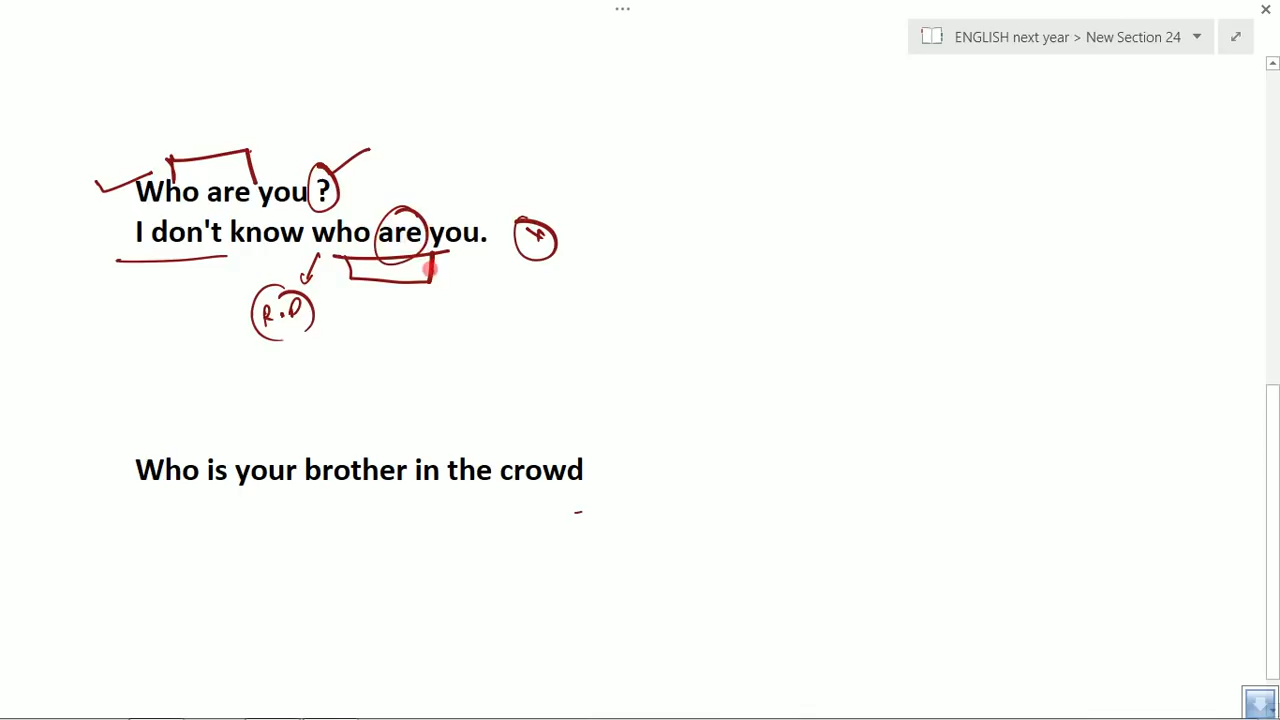 ENGLISH next year > New Section 24
Who are you ?
I don't know who are you.
R.P
Who is your brother in the crowd